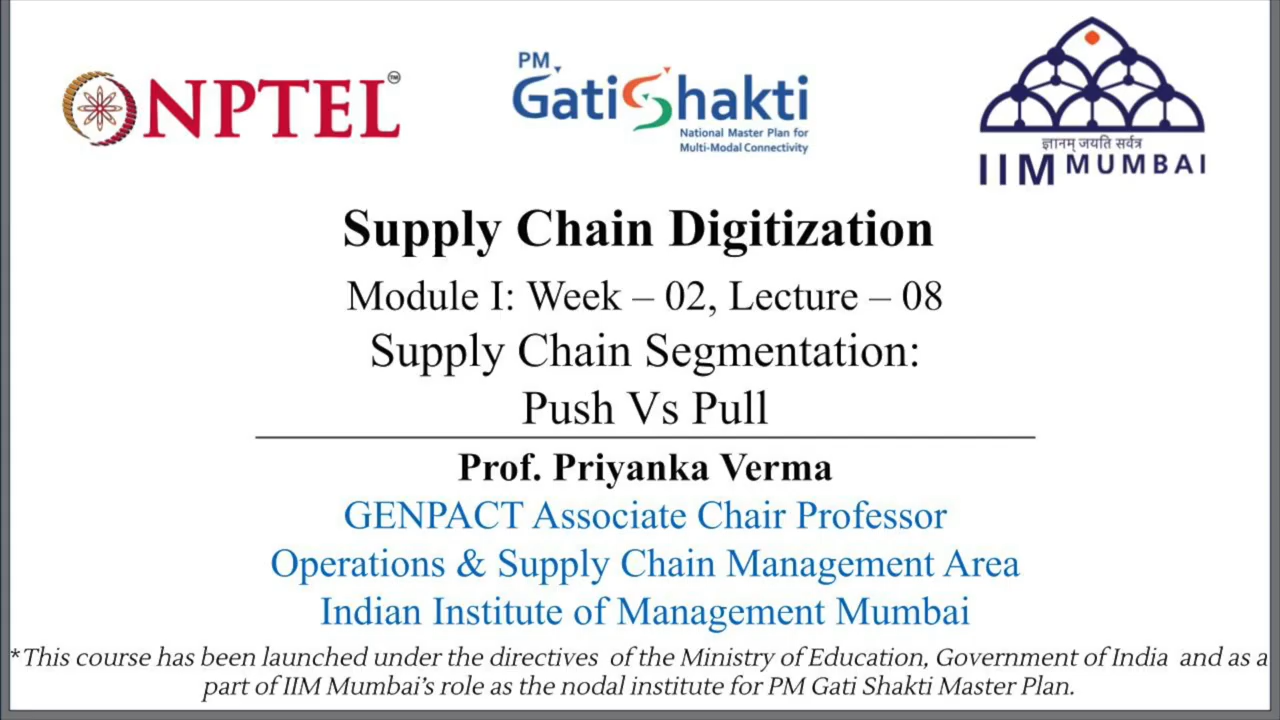 NPTEL™
PM
GatiShakti
National Master Plan for
Multi-Modal Connectivity
ज्ञानम् जयति सर्वत्र
IIM MUMBAI
Supply Chain Digitization
Module I: Week – 02, Lecture – 08
Supply Chain Segmentation:
Push Vs Pull
Prof. Priyanka Verma
GENPACT Associate Chair Professor
Operations & Supply Chain Management Area
Indian Institute of Management Mumbai
*This course has been launched under the directives of the Ministry of Education, Government of India and as a
part of IIM Mumbai's role as the nodal institute for PM Gati Shakti Master Plan.